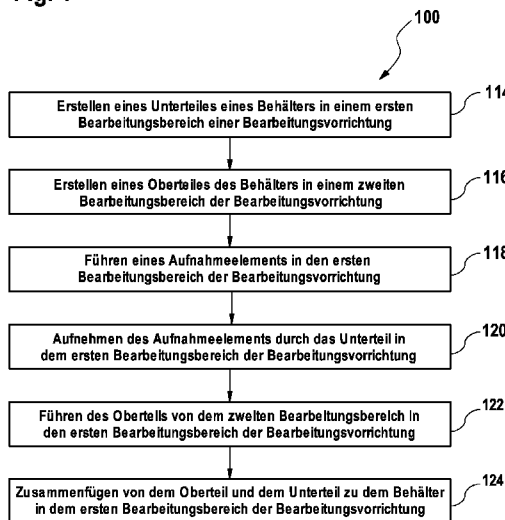 100
Erstellen eines Unterteiles eines Behälters in einem ersten
Bearbeitungsbereich einer Bearbeitungsvorrichtung
114
Erstellen eines Oberteiles des Behälters in einem zweiten
Bearbeitungsbereich der Bearbeitungsvorrichtung
116
Führen eines Aufnahmeelements in den ersten
Bearbeitungsbereich der Bearbeitungsvorrichtung
118
Aufnehmen des Aufnahmeelements durch das Unterteil in
dem ersten Bearbeitungsbereich der Bearbeitungsvorrichtung
120
Führen des Oberteils von dem zweiten Bearbeitungsbereich in
den ersten Bearbeitungsbereich der Bearbeitungsvorrichtung
122
Zusammenfügen von dem Oberteil und dem Unterteil zu dem Behälter
in dem ersten Bearbeitungsbereich der Bearbeitungsvorrichtung
124